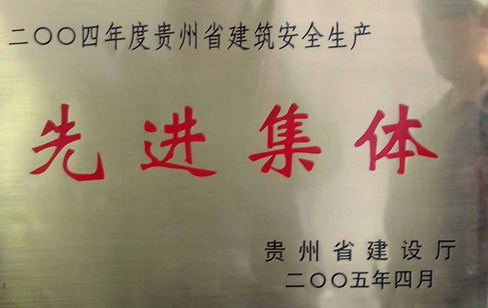 二〇〇四年度贵州省建筑安全生产
先进集体
贵州省建设厅
二〇〇五年四月